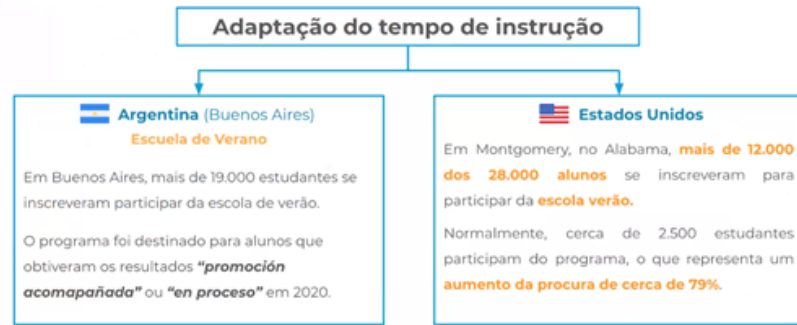 Adaptação do tempo de instrução
Argentina (Buenos Aires)
Escuela de Verano
Em Buenos Aires, mais de 19.000 estudantes se
inscreveram participar da escola de verão.
O programa foi destinado para alunos que
obtiveram os resultados “promoción
acomapañada” ou “en proceso” em 2020.
Estados Unidos
Em Montgomery, no Alabama, mais de 12.000
dos 28.000 alunos se inscreveram para
participar da escola verão.
Normalmente, cerca de 2.500 estudantes
participam do programa, o que representa um
aumento da procura de cerca de 79%.